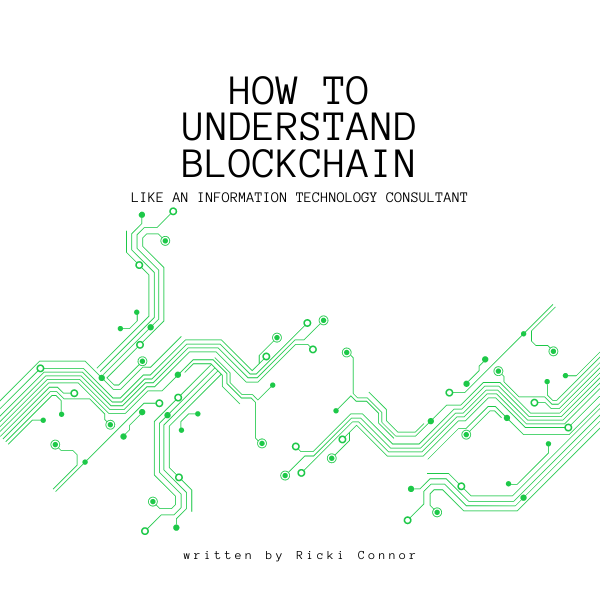 HOW TO
UNDERSTAND
BLOCKCHAIN
LIKE AN INFORMATION TECHNOLOGY CONSULTANT
written by Ricki Connor